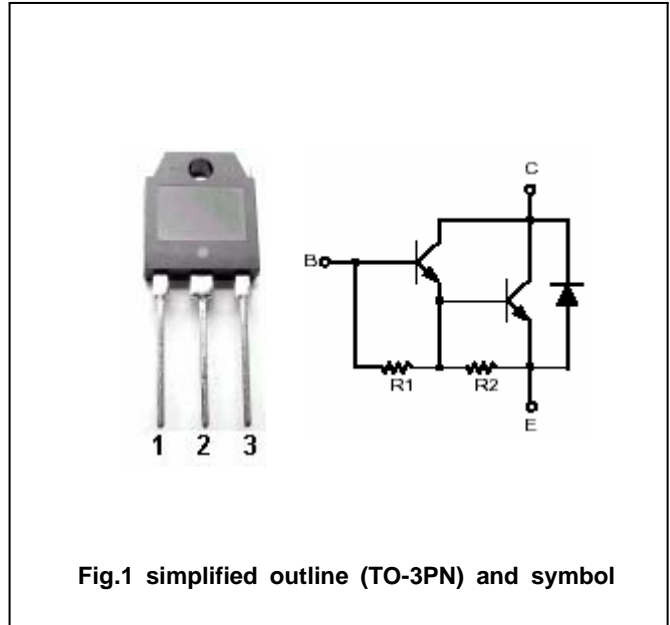 C
B
R1
R2
E
1 2 3
Fig.1 simplified outline (TO-3PN) and symbol